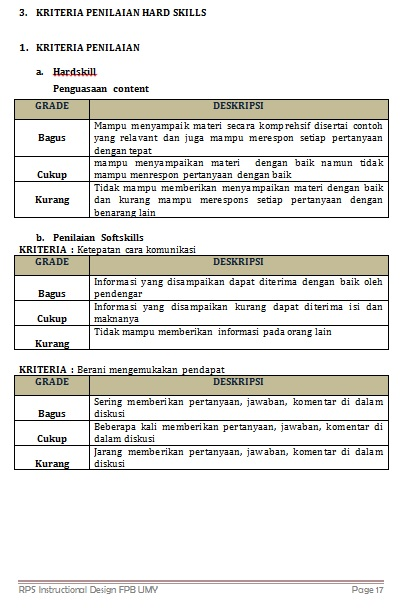 3. KRITERIA PENILAIAN HARD SKILLS
1. KRITERIA PENILAIAN
a. Hardskill
Penguasaan content
GRADE DESKRIPSI
Bagus
Mampu menyampaik materi secara komprehsif disertai contoh
yang relevant dan juga mampu merespon setiap pertanyaan
dengan tepat
Cukup
mampu menyampaikan materi dengan baik namun tidak
mampu menrespon pertanyaan dengan baik
Kurang
Tidak mampu memberikan menyampaikan materi dengan baik
dan kurang mampu merespons setiap pertanyaan dengan
benarang lain
b. Penilaian Softskills
KRITERIA : Ketepatan cara komunikasi
GRADE DESKRIPSI
Bagus
Informasi yang disampaikan dapat diterima dengan baik oleh
pendengar
Cukup
Informasi yang disampaikan kurang dapat diterima isi dan
maknanya
Kurang
Tidak mampu memberikan informasi pada orang lain
KRITERIA : Berani mengemukakan pendapat
GRADE DESKRIPSI
Bagus
Sering memberikan pertanyaan, jawaban, komentar di dalam
diskusi
Cukup
Beberapa kali memberikan pertanyaan, jawaban, komentar di
dalam diskusi
Kurang
Jarang memberikan pertanyaan, jawaban, komentar di dalam
diskusi
RPS Instructional Design FPB UMY Page 17